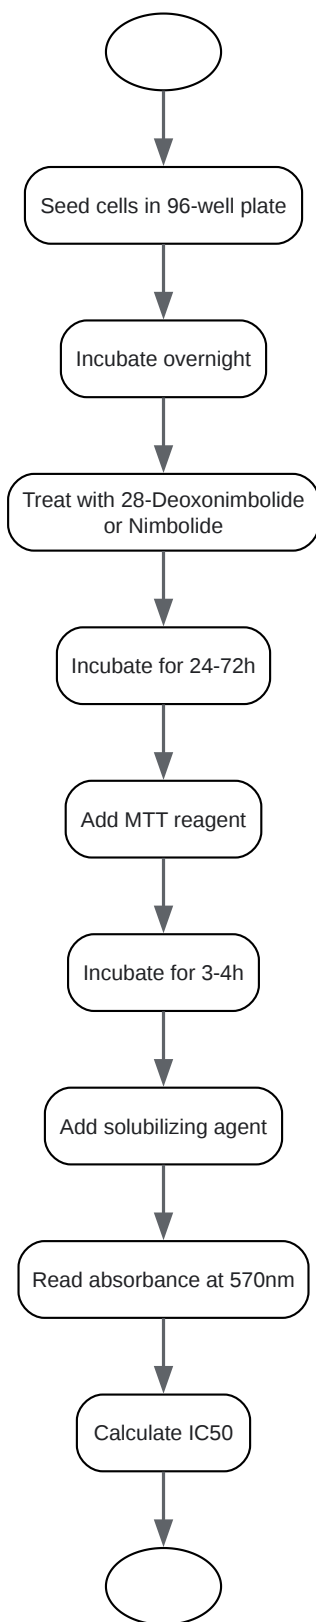 Seed cells in 96-well plate
Incubate overnight
Treat with 28-Deoxonimbolide
or Nimbolide
Incubate for 24-72h
Add MTT reagent
Incubate for 3-4h
Add solubilizing agent
Read absorbance at 570nm
Calculate IC50